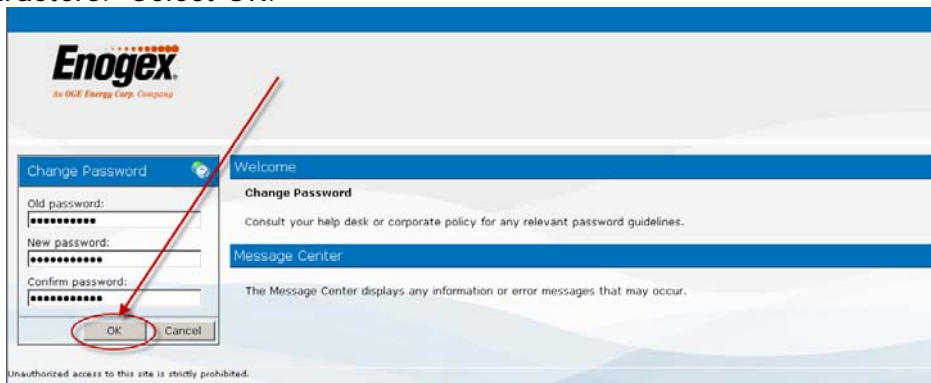 Select OK.
Enogex.
An OGE Energy Corp. Company
Change Password
Old password:
New password:
Confirm password:
OK
Cancel
Welcome
Change Password
Consult your help desk or corporate policy for any relevant password guidelines.
Message Center
The Message Center displays any information or error messages that may occur.
Unauthorized access to this site is strictly prohibited.